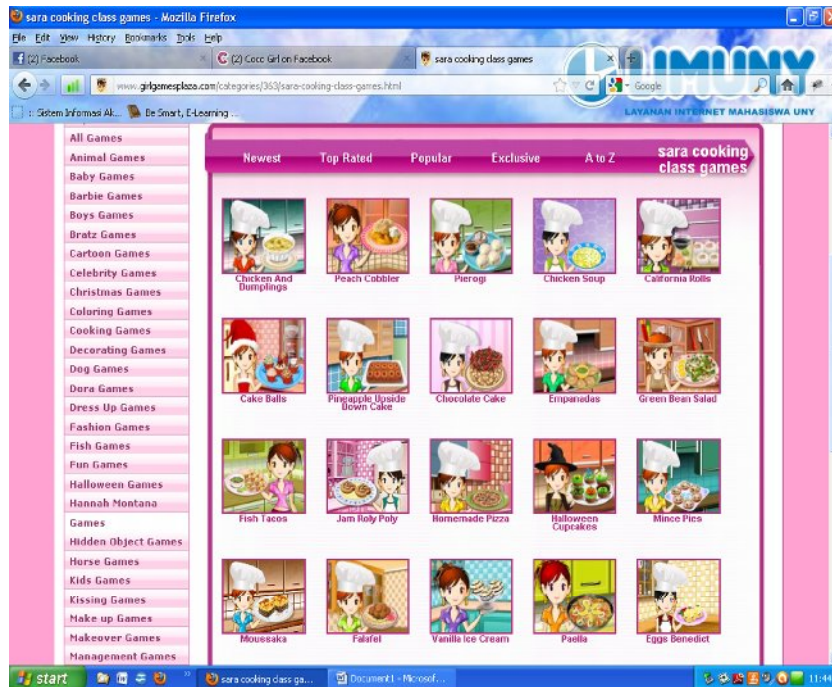 sara cooking class games - Mozilla Firefox
File Edit View History Bookmarks Tools Help
(2) Facebook
(2) Coco Girl on Facebook
sara cooking class games
www.girlgamesplaza.com/categories/363/sara-cooking-class-games.html
Google
LIMUNY
LAYANAN INTERNET MAHASISWA UNY
:: Sistem Informasi Ak...
Be Smart, E-Learning ...
All Games
Animal Games
Baby Games
Barbie Games
Boys Games
Bratz Games
Cartoon Games
Celebrity Games
Christmas Games
Coloring Games
Cooking Games
Decorating Games
Dog Games
Dora Games
Dress Up Games
Fashion Games
Fish Games
Fun Games
Halloween Games
Hannah Montana
Games
Hidden Object Games
Horse Games
Kids Games
Kissing Games
Make up Games
Makeover Games
Management Games
Newest Top Rated Popular Exclusive A to Z
sara cooking
class games
Chicken And
Dumplings
Peach Cobbler
Pierogi
Chicken Soup
California Rolls
Cake Balls
Pineapple Upside
Down Cake
Chocolate Cake
Empanadas
Green Bean Salad
Fish Tacos
Jam Roly Poly
Homemade Pizza
Halloween
Cupcakes
Mince Pies
Moussaka
Falafel
Vanilla Ice Cream
Paella
Eggs Benedict
start
sara cooking class ga...
Document1 - Microsof...
11:44